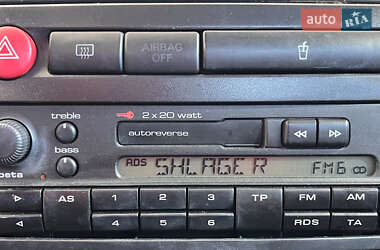 auto RIA
AIRBAG
OFF
treble
2 x 20 watt
autoreverse
bass
RDS SHLAGER FM6
beta
AS TP FM AM
1 2 3 4 5 6 RDS TA